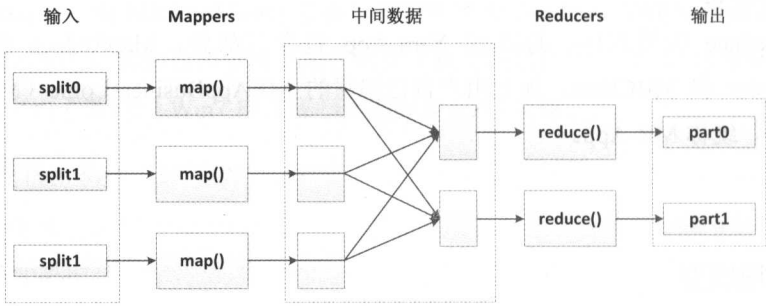 输入 Mappers 中间数据 Reducers 输出
split0 map()
reduce() part0
split1 map()
reduce() part1
split1 map()